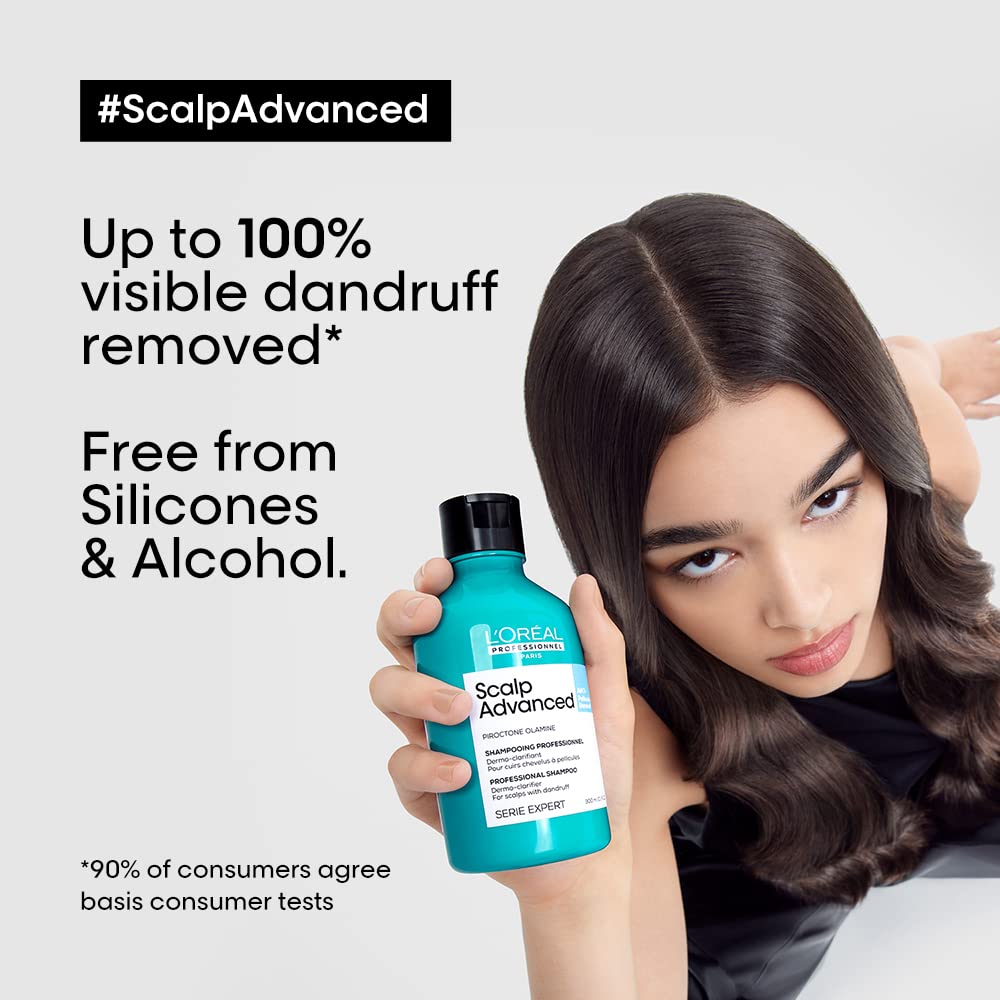 #ScalpAdvanced
Up to 100%
visible dandruff
removed*
Free from
Silicones
& Alcohol.
L'ORÉAL
PROFESSIONNEL
PARIS
Scalp
Advanced
PIROCTONE OLAMINE
SHAMPOOING PROFESSIONNEL
Dermo-clarifiant
Pour cuirs chevelus à pellicules
PROFESSIONAL SHAMPOO
Dermo-clarifier
For scalps with dandruff
SERIE EXPERT
*90% of consumers agree
basis consumer tests